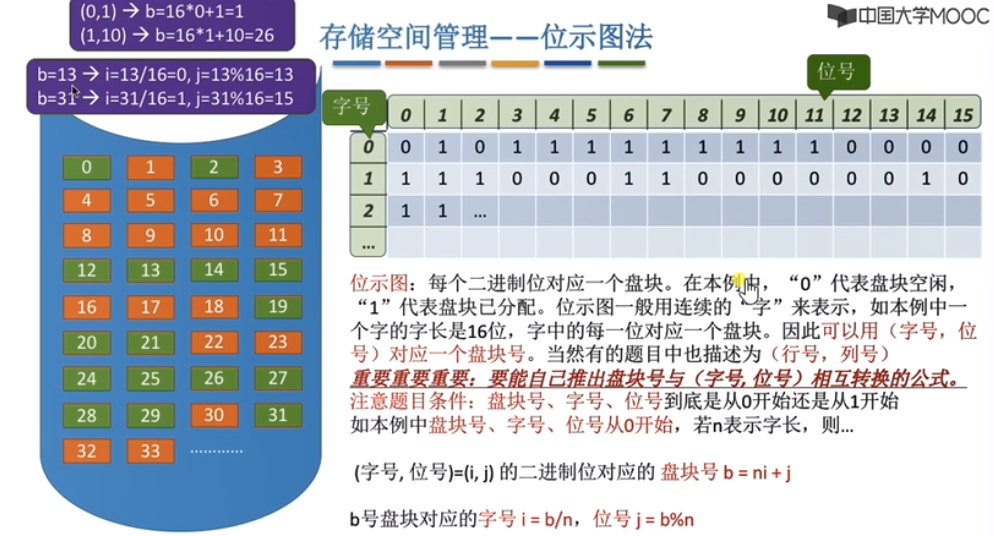 (0,1) → b=16*0+1=1
(1,10) → b=16*1+10=26
中国大学MOOC
存储空间管理——位示图法
b=13 → i=13/16=0, j=13%16=13
b=31 → i=31/16=1, j=31%16=15
位号
字号
0 1 2 3 4 5 6 7 8 9 10 11 12 13 14 15
0 0 1 0 1 1 1 1 1 1 1 1 1 0 0 0 0
1 1 1 1 0 0 0 1 1 0 0 0 0 0 0 1 0
2 1 1 ...
...
0 1 2 3
4 5 6 7
8 9 10 11
12 13 14 15
16 17 18 19
20 21 22 23
24 25 26 27
28 29 30 31
32 33 …………
位示图：每个二进制位对应一个盘块。在本例中，“0”代表盘块空闲，
“1”代表盘块已分配。位示图一般用连续的“字”来表示，如本例中一
个字的字长是16位，字中的每一位对应一个盘块。因此可以用（字号，位
号）对应一个盘块号。当然有的题目中也描述为（行号，列号）
重要重要重要：要能自己推出盘块号与（字号, 位号）相互转换的公式。
注意题目条件：盘块号、字号、位号到底是从0开始还是从1开始
如本例中盘块号、字号、位号从0开始，若n表示字长，则...
(字号, 位号)=(i, j) 的二进制位对应的 盘块号 b = ni + j
b号盘块对应的字号 i = b/n，位号 j = b%n